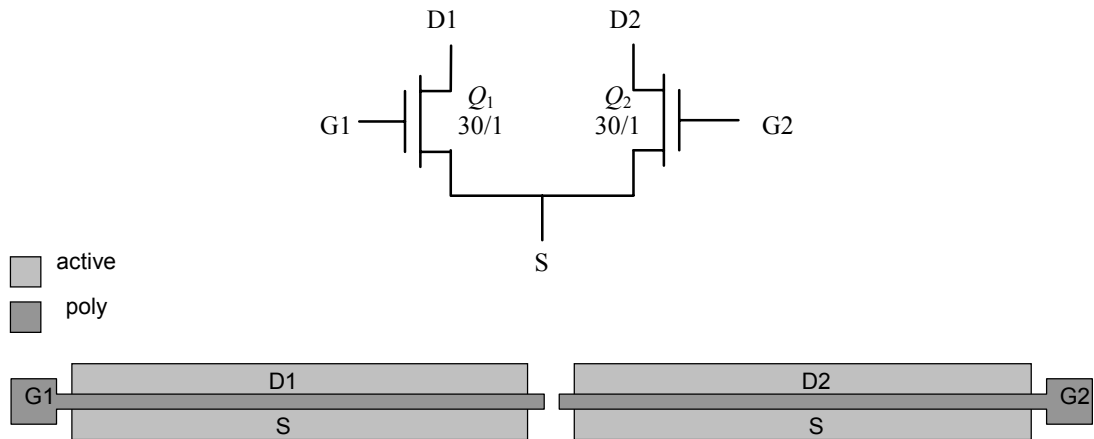 D1 D2
G1 Q1 30/1 Q2 30/1 G2
S
active
poly
G1 D1 D2 G2
S S